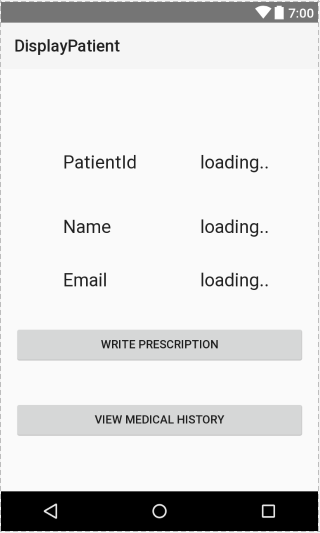 7:00
DisplayPatient
PatientId loading..
Name loading..
Email loading..
WRITE PRESCRIPTION
VIEW MEDICAL HISTORY